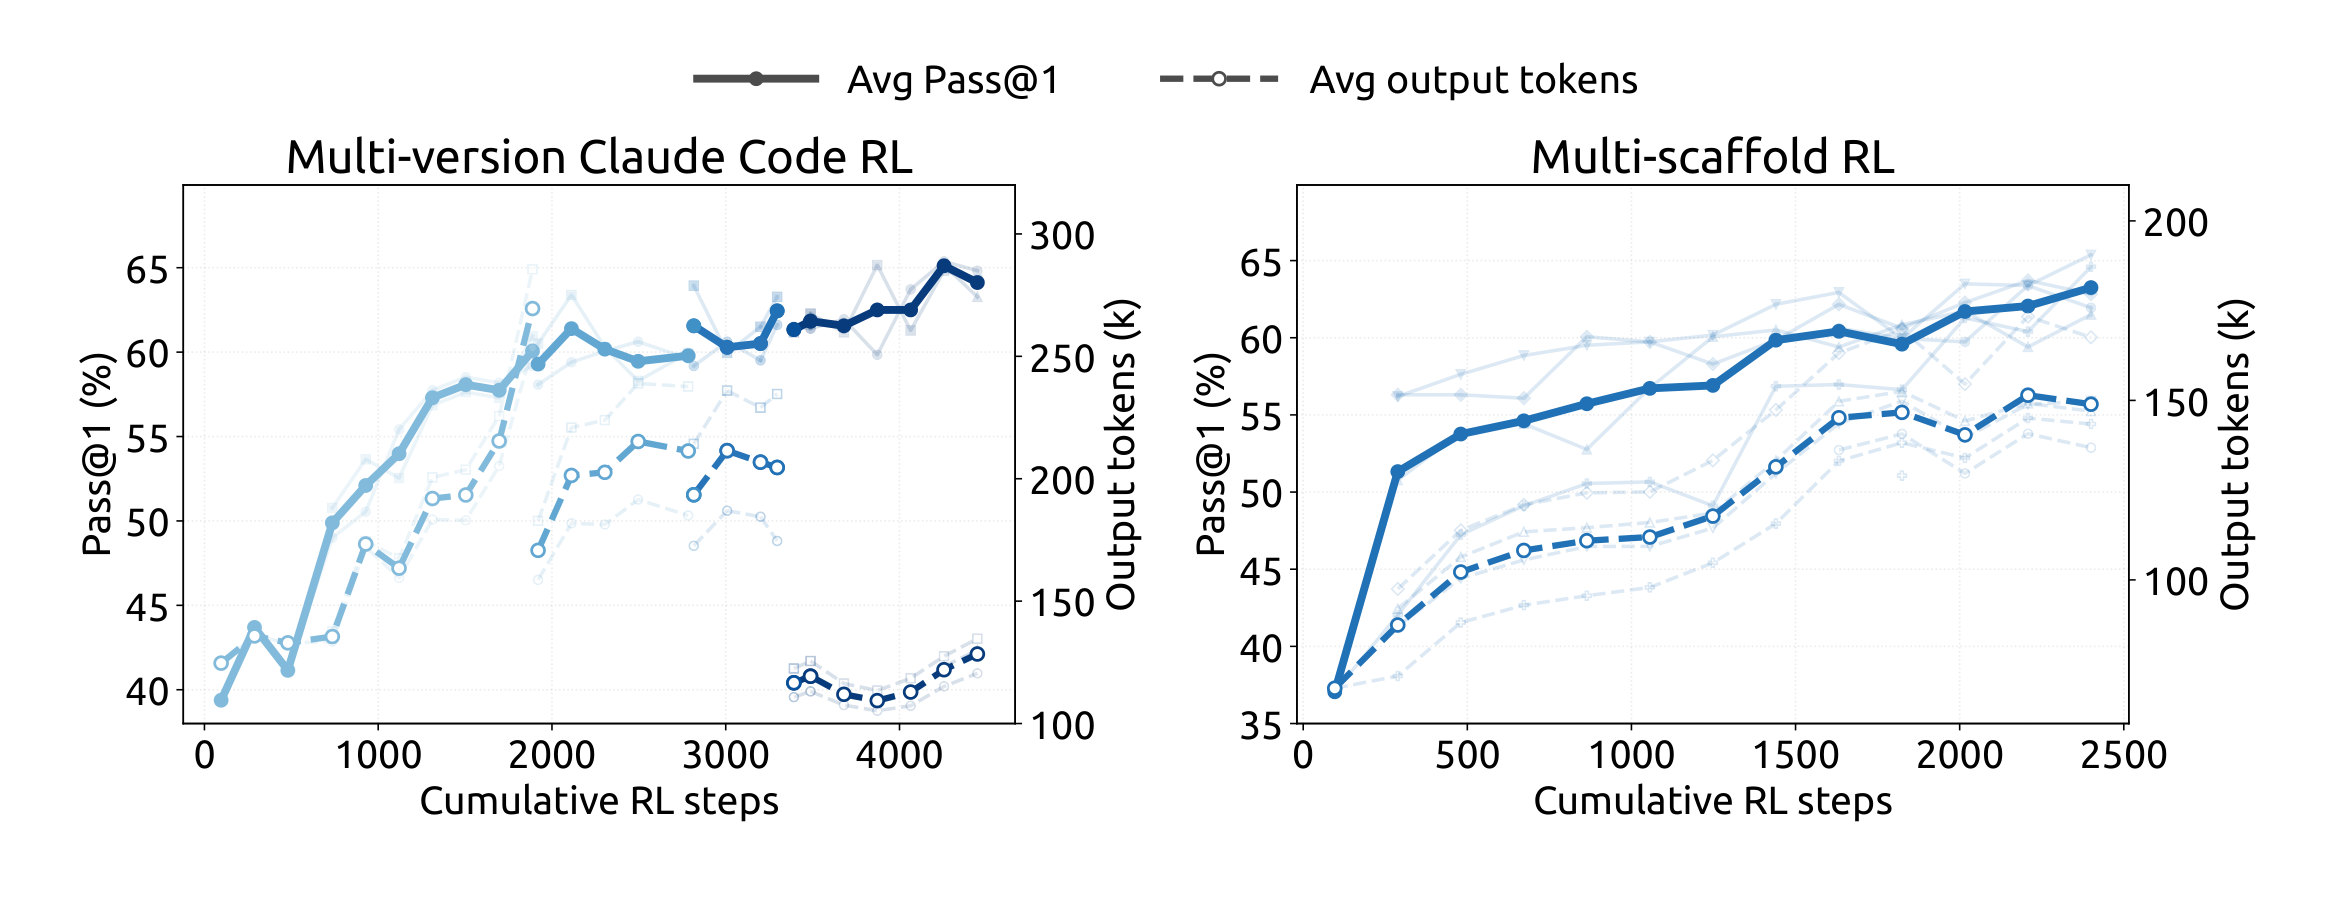 Avg Pass@1
Avg output tokens
Multi-version Claude Code RL
Pass@1 (%)
65
60
55
50
45
40
300
250
200
150
100
Output tokens (k)
0 1000 2000 3000 4000
Cumulative RL steps
Multi-scaffold RL
Pass@1 (%)
65
60
55
50
45
40
35
200
150
100
Output tokens (k)
0 500 1000 1500 2000 2500
Cumulative RL steps